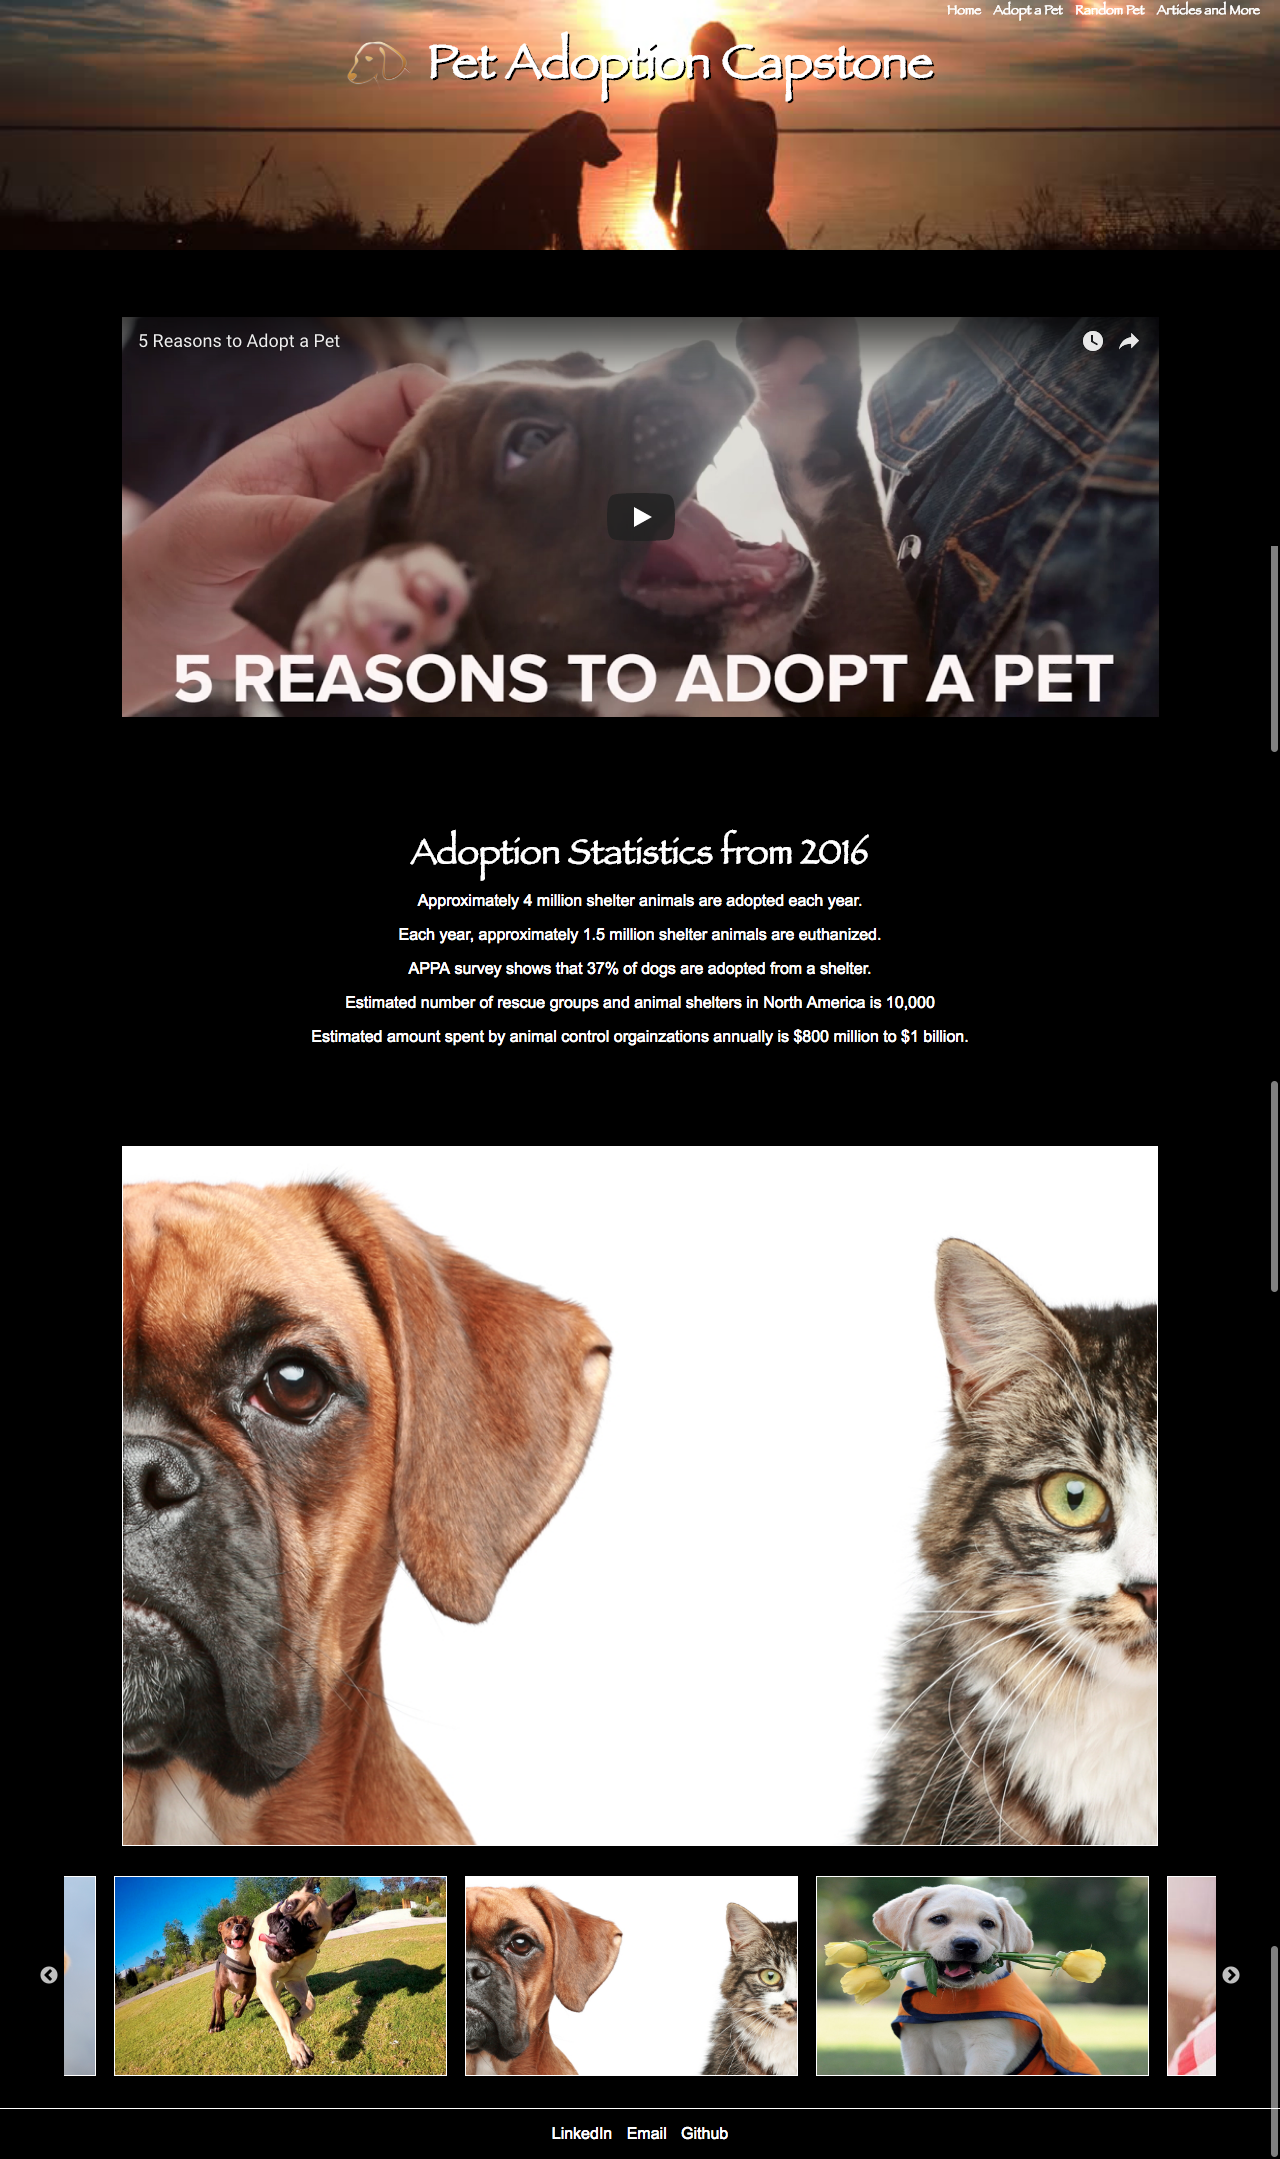 Home Adopt a Pet Random Pet Articles and More
Pet Adoption Capstone
5 Reasons to Adopt a Pet
5 REASONS TO ADOPT A PET
Adoption Statistics from 2016
Approximately 4 million shelter animals are adopted each year.
Each year, approximately 1.5 million shelter animals are euthanized.
APPA survey shows that 37% of dogs are adopted from a shelter.
Estimated number of rescue groups and animal shelters in North America is 10,000
Estimated amount spent by animal control orgainzations annually is $800 million to $1 billion.
LinkedIn Email Github